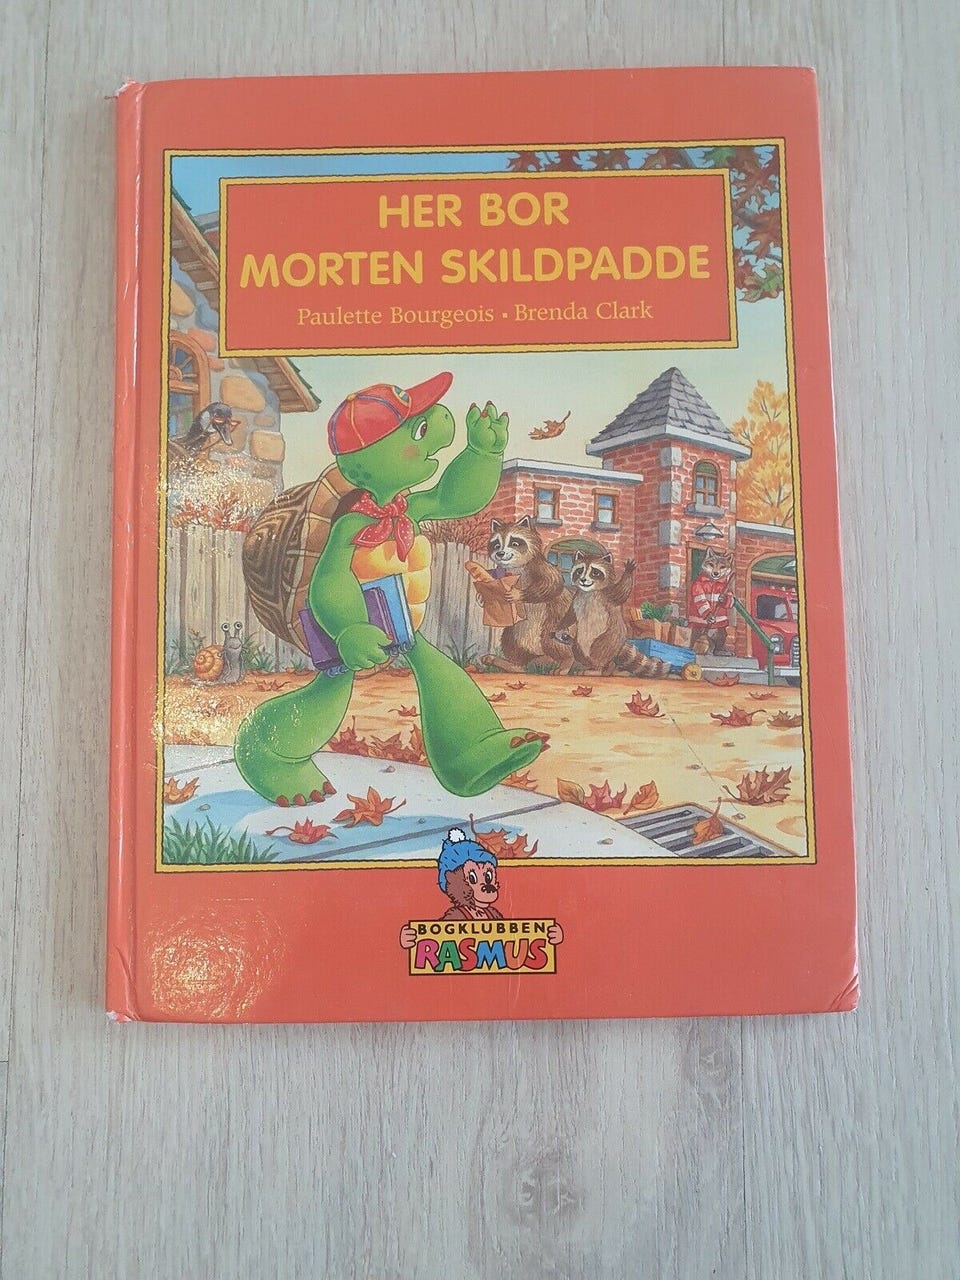 HER BOR
MORTEN SKILDPADDE
Paulette Bourgeois ▪ Brenda Clark
BOGKLUBBEN
RASMUS